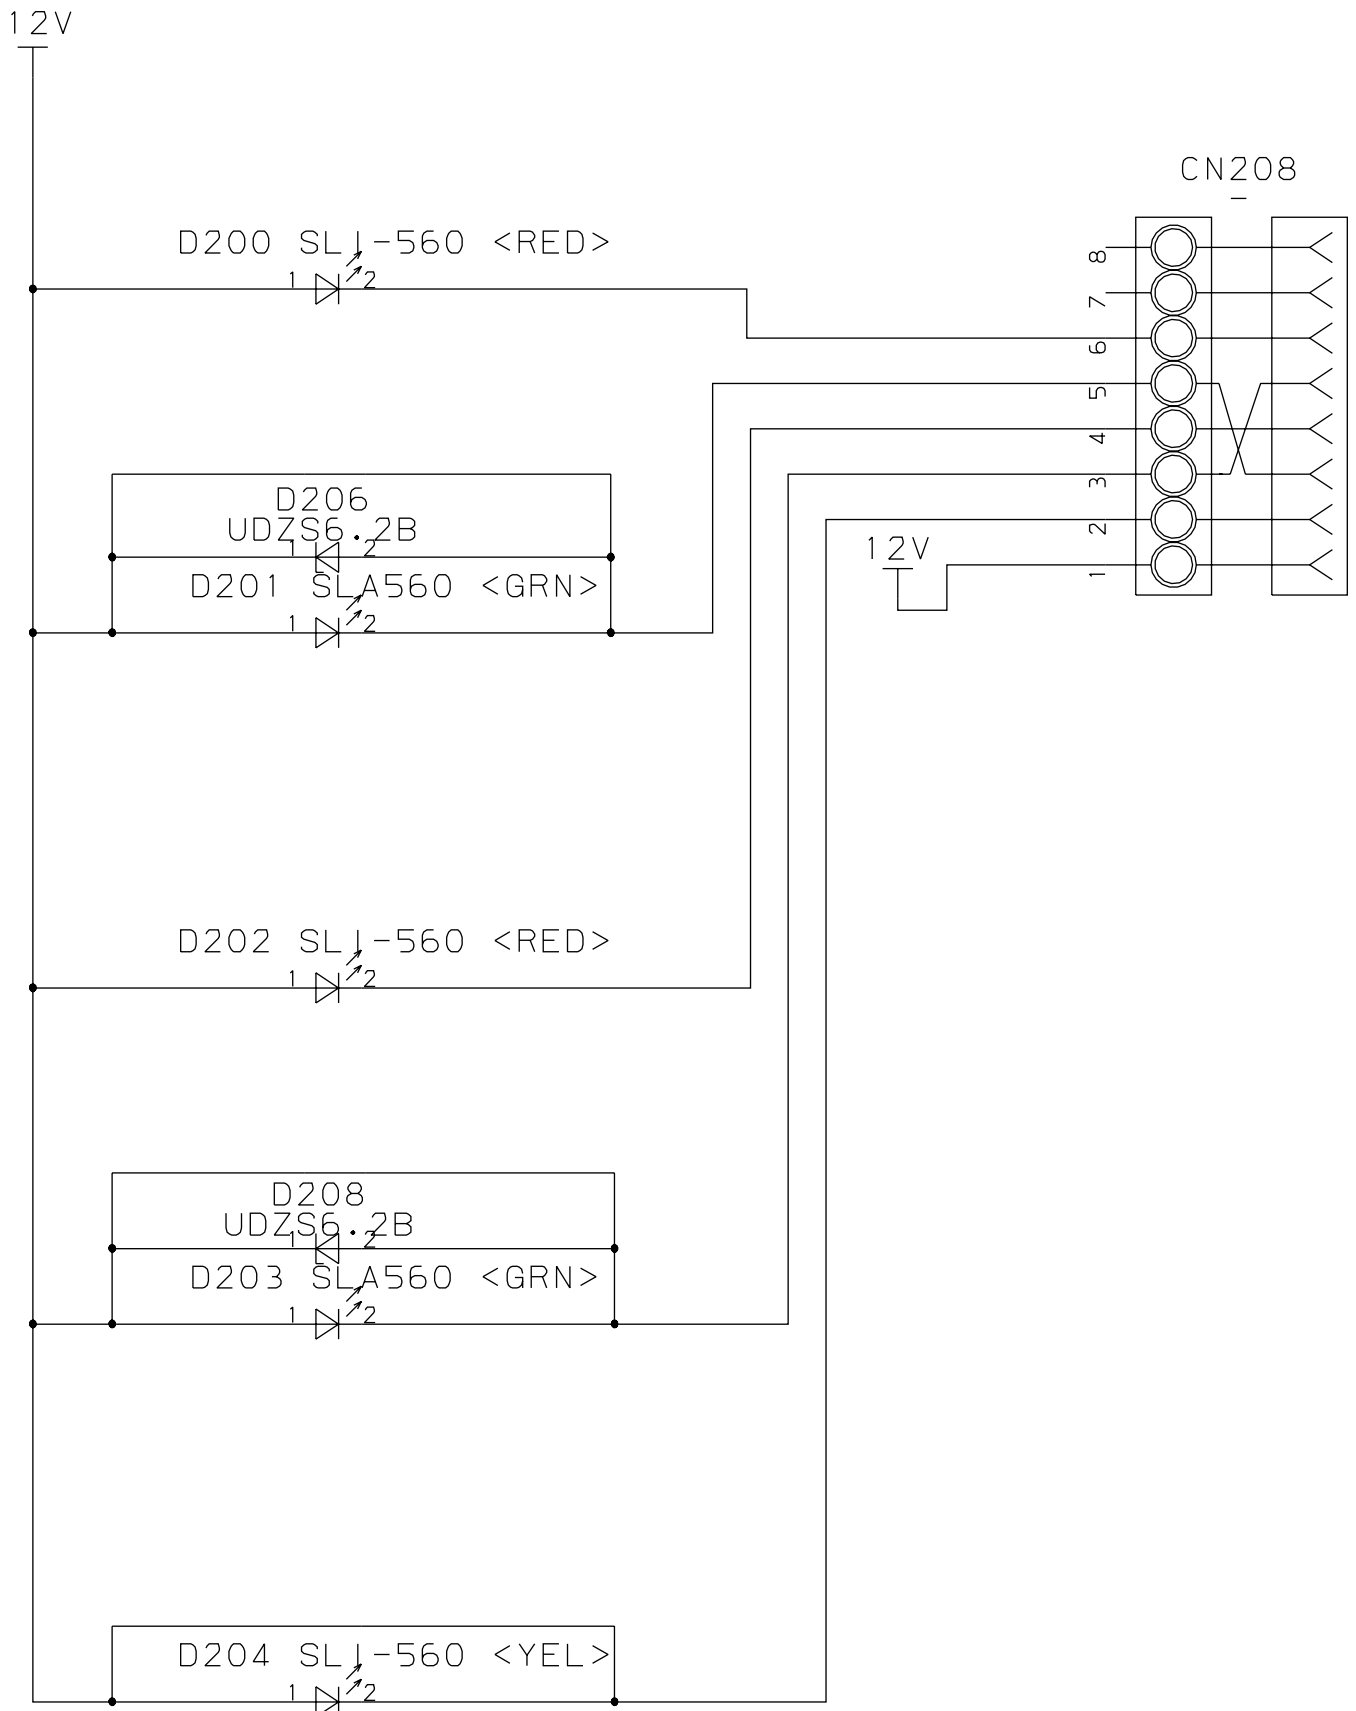 12V
CN208
D200 SLI-560 <RED>
1 2
8
7
6
5
4
3
2
1
12V
D206
UDZS6.2B
1 2
D201 SLA560 <GRN>
1 2
D202 SLI-560 <RED>
1 2
D208
UDZS6.2B
1 2
D203 SLA560 <GRN>
1 2
D204 SLI-560 <YEL>
1 2